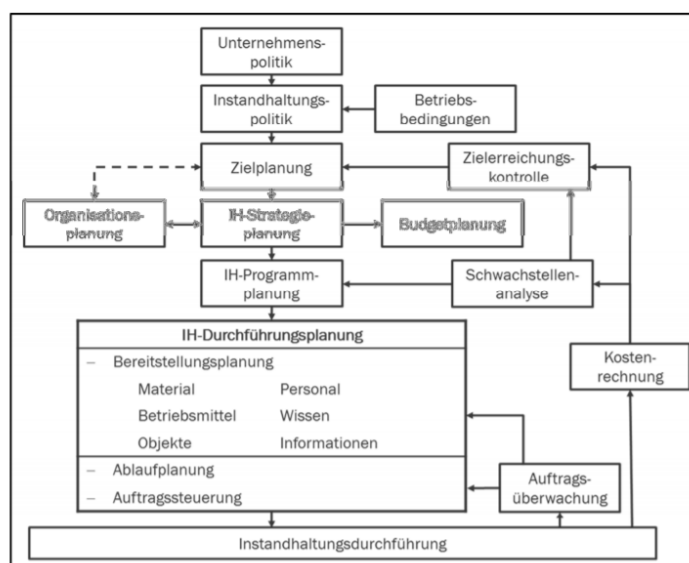 Unternehmens-
politik
Instandhaltungs-
politik
Betriebs-
bedingungen
Zielplanung
Zielerreichungs-
kontrolle
Organisations-
planung
IH-Strategie-
planung
Budgetplanung
IH-Programm-
planung
Schwachstellen-
analyse
IH-Durchführungsplanung
– Bereitstellungsplanung
Material Personal
Betriebsmittel Wissen
Objekte Informationen
Kosten-
rechnung
– Ablaufplanung
– Auftragssteuerung
Auftrags-
überwachung
Instandhaltungsdurchführung